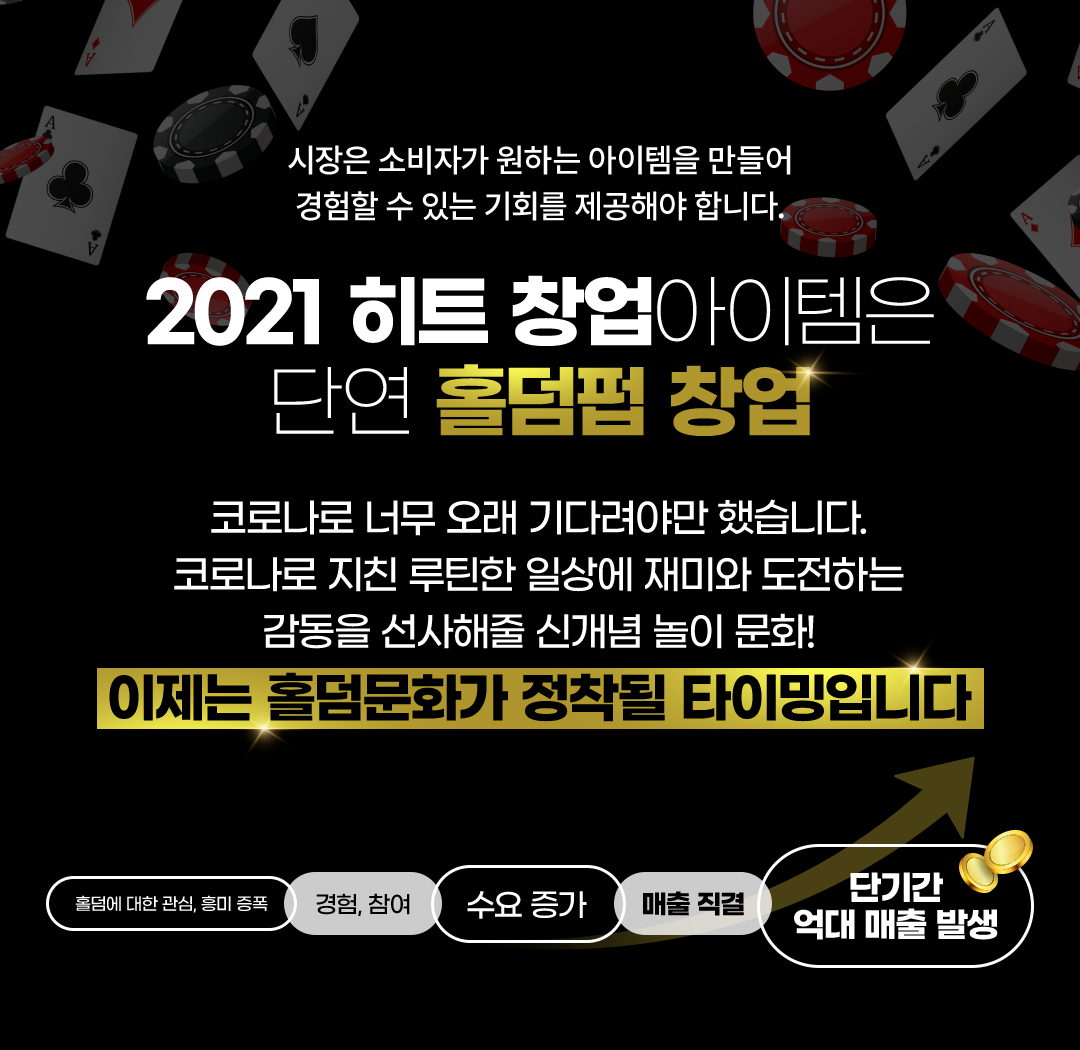 시장은 소비자가 원하는 아이템을 만들어
경험할 수 있는 기회를 제공해야 합니다.
2021 히트 창업아이템은
단연 홀덤펍 창업
코로나로 너무 오래 기다려야만 했습니다.
코로나로 지친 루틴한 일상에 재미와 도전하는
감동을 선사해줄 신개념 놀이 문화!
이제는 홀덤문화가 정착될 타이밍입니다
홀덤에 대한 관심, 흥미 증폭
경험, 참여
수요 증가
매출 직결
단기간
억대 매출 발생
A
A
A
A
A
A
A
A